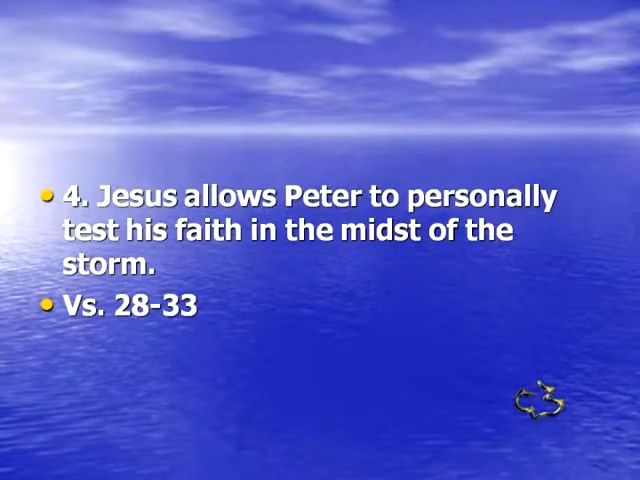 • 4. Jesus allows Peter to personally
test his faith in the midst of the
storm.
• Vs. 28-33